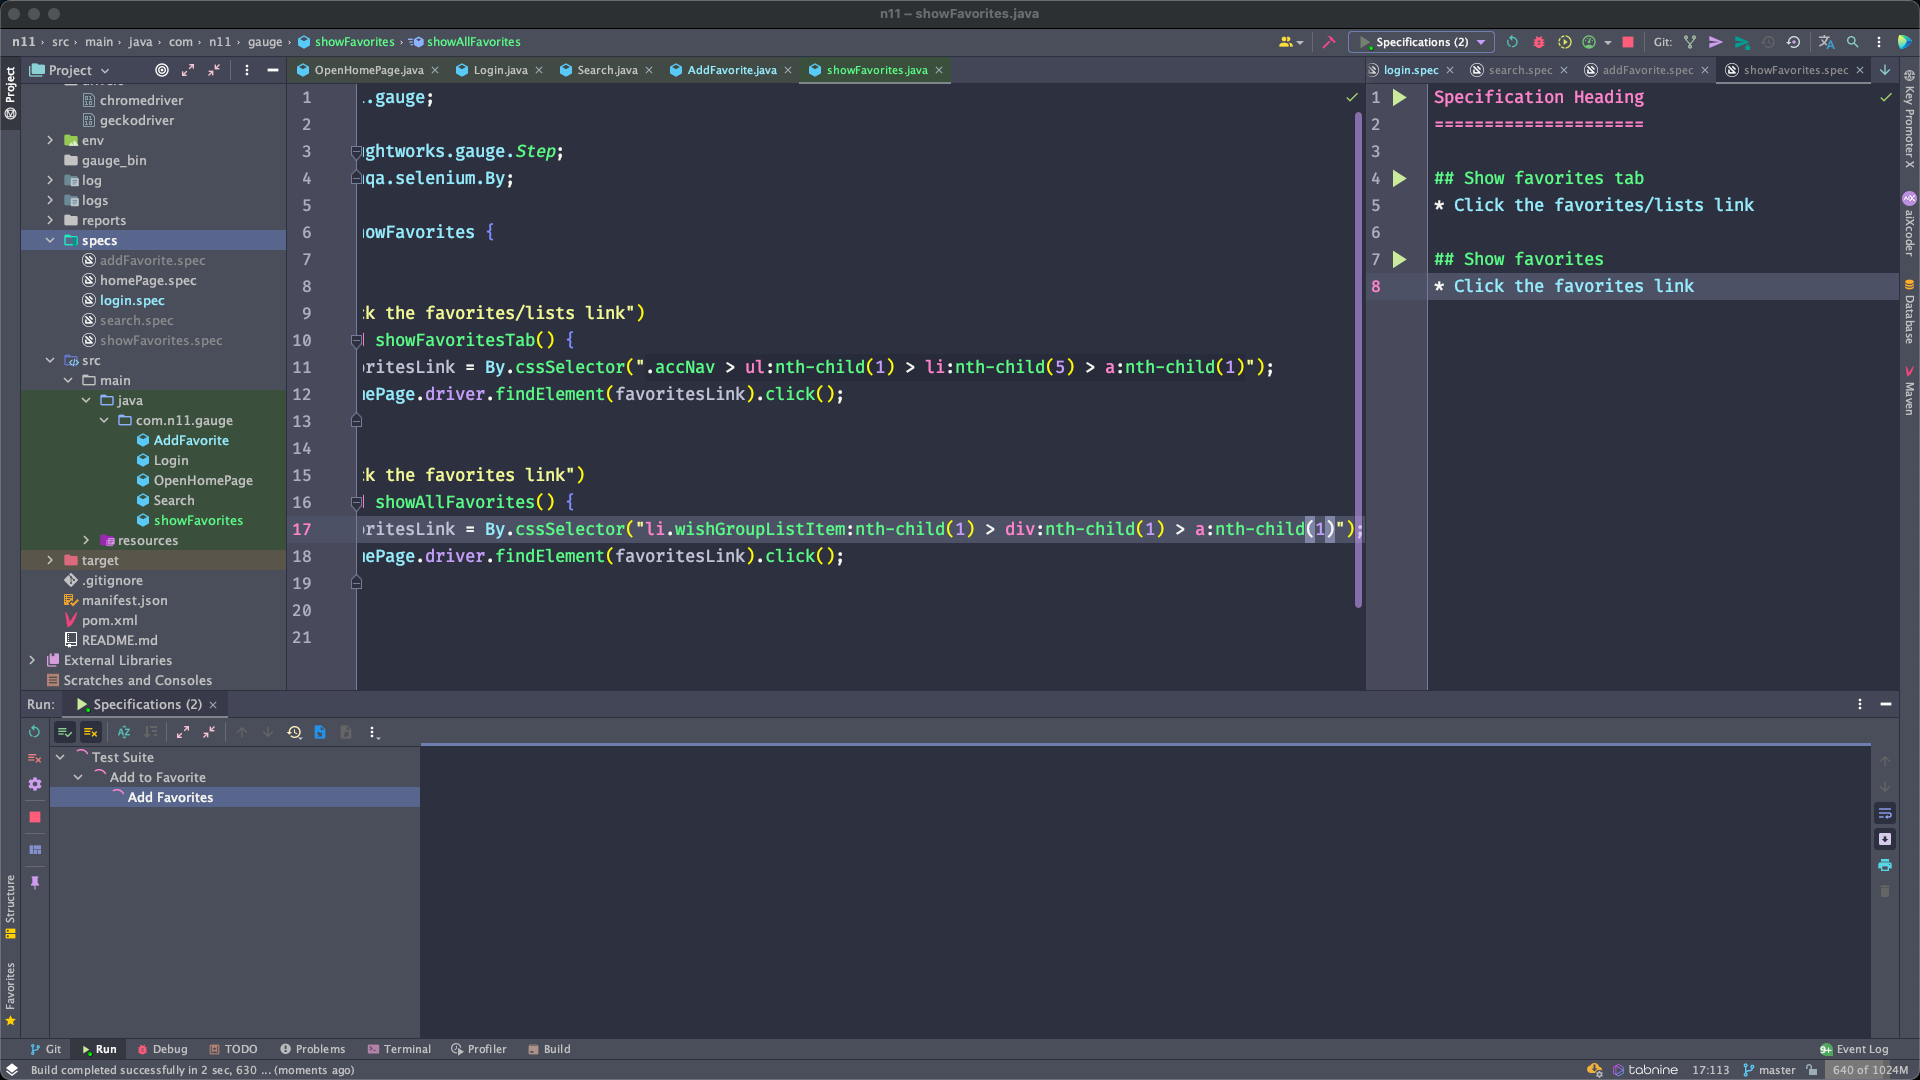 n11 – showFavorites.java
n11 › src › main › java › com › n11 › gauge › showFavorites › showAllFavorites
Specifications (2)
Git:
Project
OpenHomePage.java
Login.java
Search.java
AddFavorite.java
showFavorites.java
login.spec
search.spec
addFavorite.spec
showFavorites.spec
Project
Structure
Favorites
chromedriver
geckodriver
env
gauge_bin
log
logs
reports
specs
addFavorite.spec
homePage.spec
login.spec
search.spec
showFavorites.spec
src
main
java
com.n11.gauge
AddFavorite
Login
OpenHomePage
Search
showFavorites
resources
target
.gitignore
manifest.json
pom.xml
README.md
External Libraries
Scratches and Consoles
1 .gauge;
2
3 ghtworks.gauge.Step;
4 qa.selenium.By;
5
6 owFavorites {
7
8
9 k the favorites/lists link")
10 showFavoritesTab() {
11 ritesLink = By.cssSelector(".accNav > ul:nth-child(1) > li:nth-child(5) > a:nth-child(1)");
12 ePage.driver.findElement(favoritesLink).click();
13
14
15 k the favorites link")
16 showAllFavorites() {
17 ritesLink = By.cssSelector("li.wishGroupListItem:nth-child(1) > div:nth-child(1) > a:nth-child(1)");
18 ePage.driver.findElement(favoritesLink).click();
19
20
21
1 Specification Heading
2 =====================
3
4 ## Show favorites tab
5 * Click the favorites/lists link
6
7 ## Show favorites
8 * Click the favorites link
Key Promoter X
aiXcoder
Database
Maven
Run: Specifications (2)
Test Suite
Add to Favorite
Add Favorites
Git Run Debug TODO Problems Terminal Profiler Build
9+ Event Log
Build completed successfully in 2 sec, 630 ... (moments ago)
tabnine 17:113 master 640 of 1024M